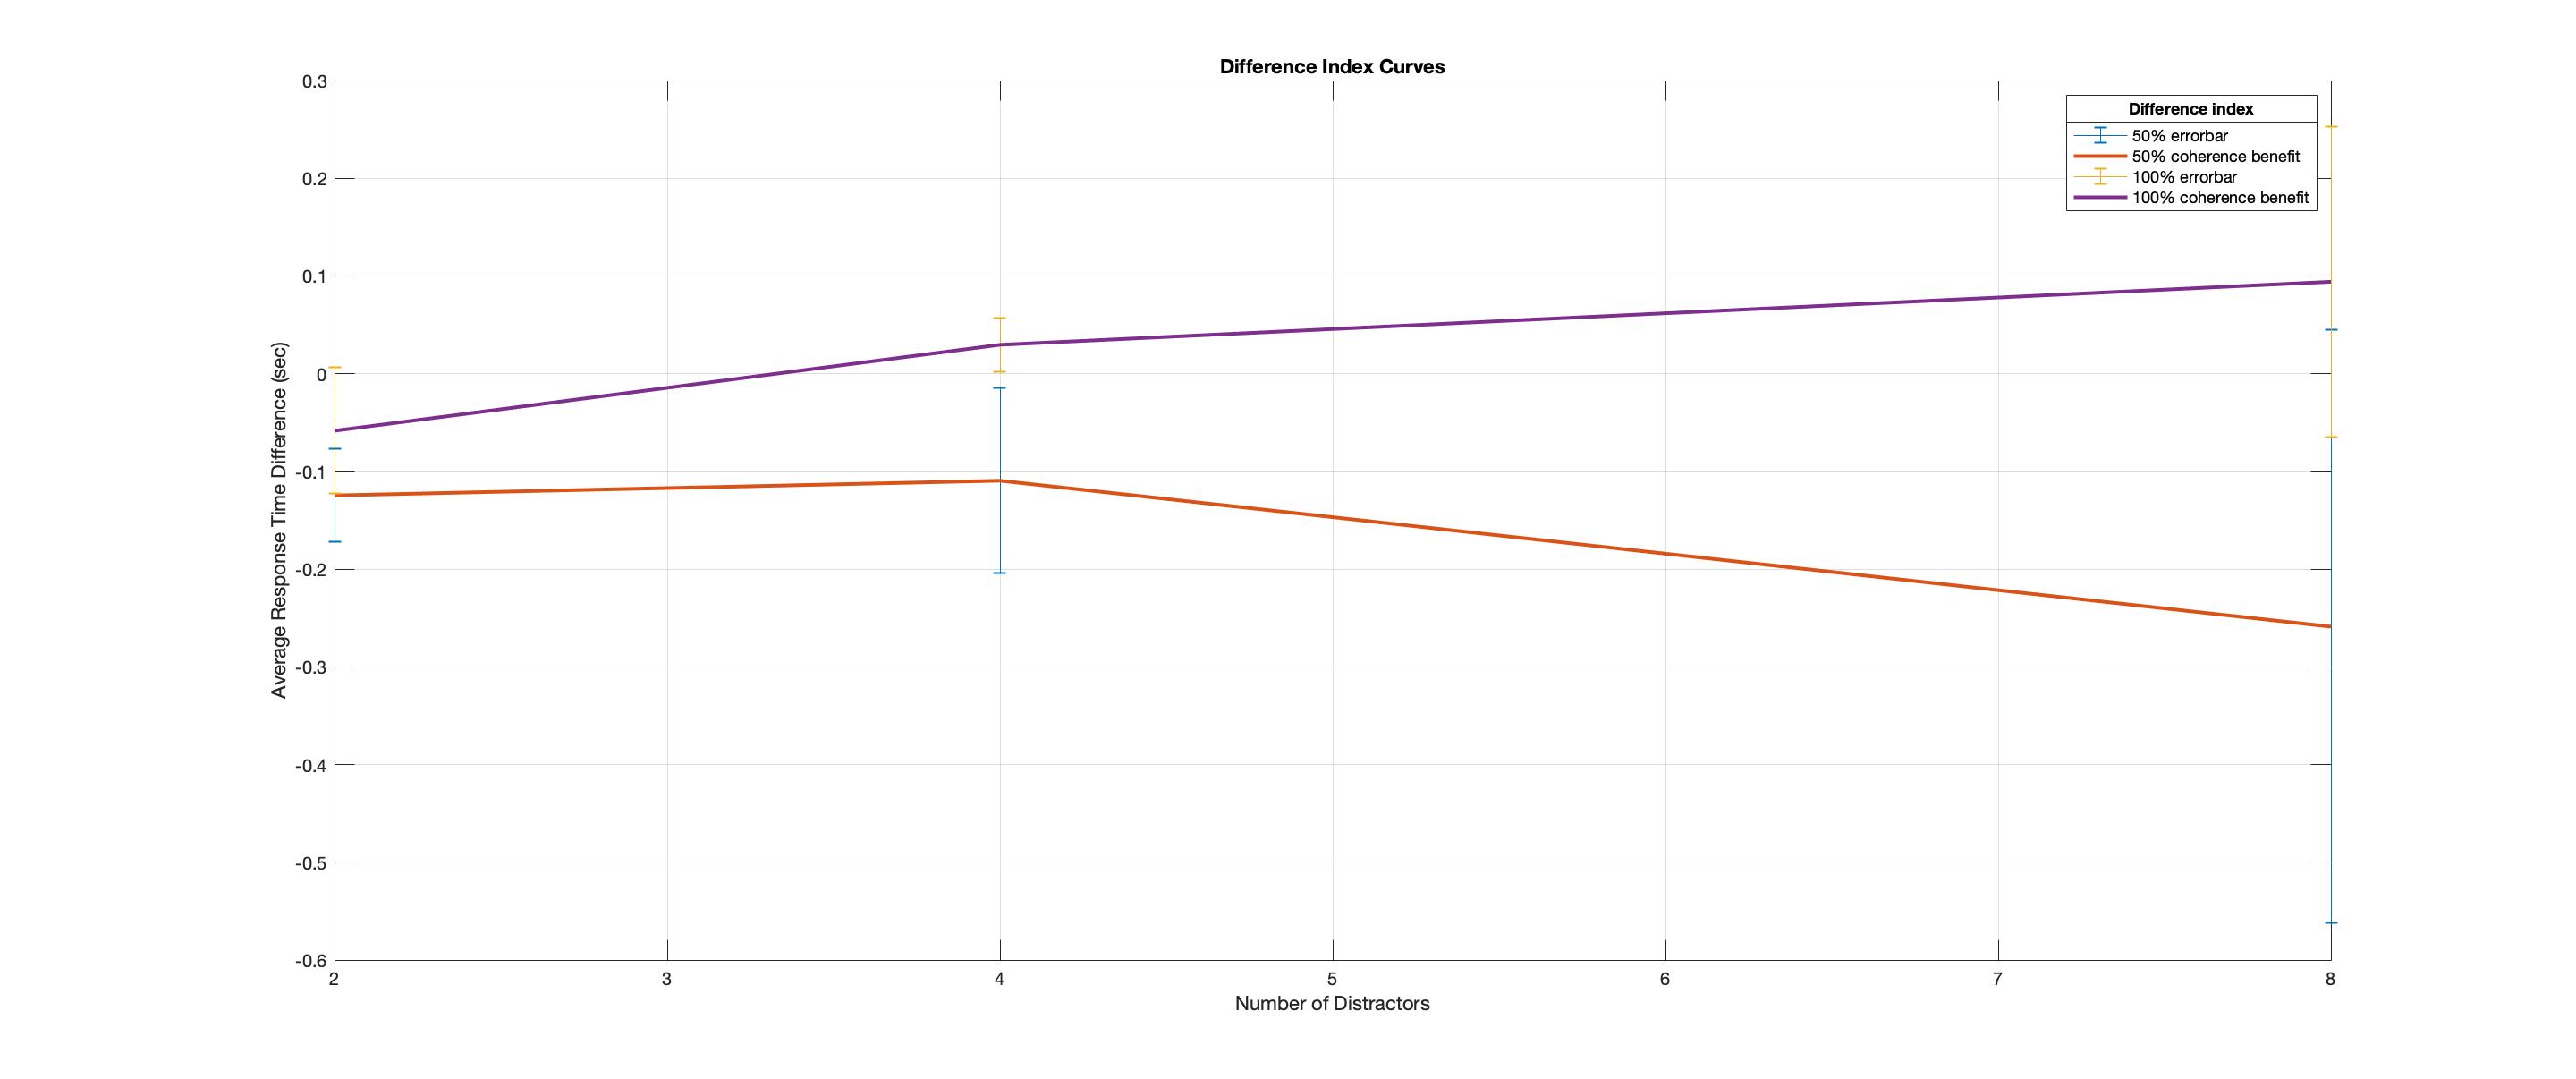 Difference Index Curves
0.3
0.2
0.1
0
-0.1
-0.2
-0.3
-0.4
-0.5
-0.6
Average Response Time Difference (sec)
Difference index
50% errorbar
50% coherence benefit
100% errorbar
100% coherence benefit
2 3 4 5 6 7 8
Number of Distractors